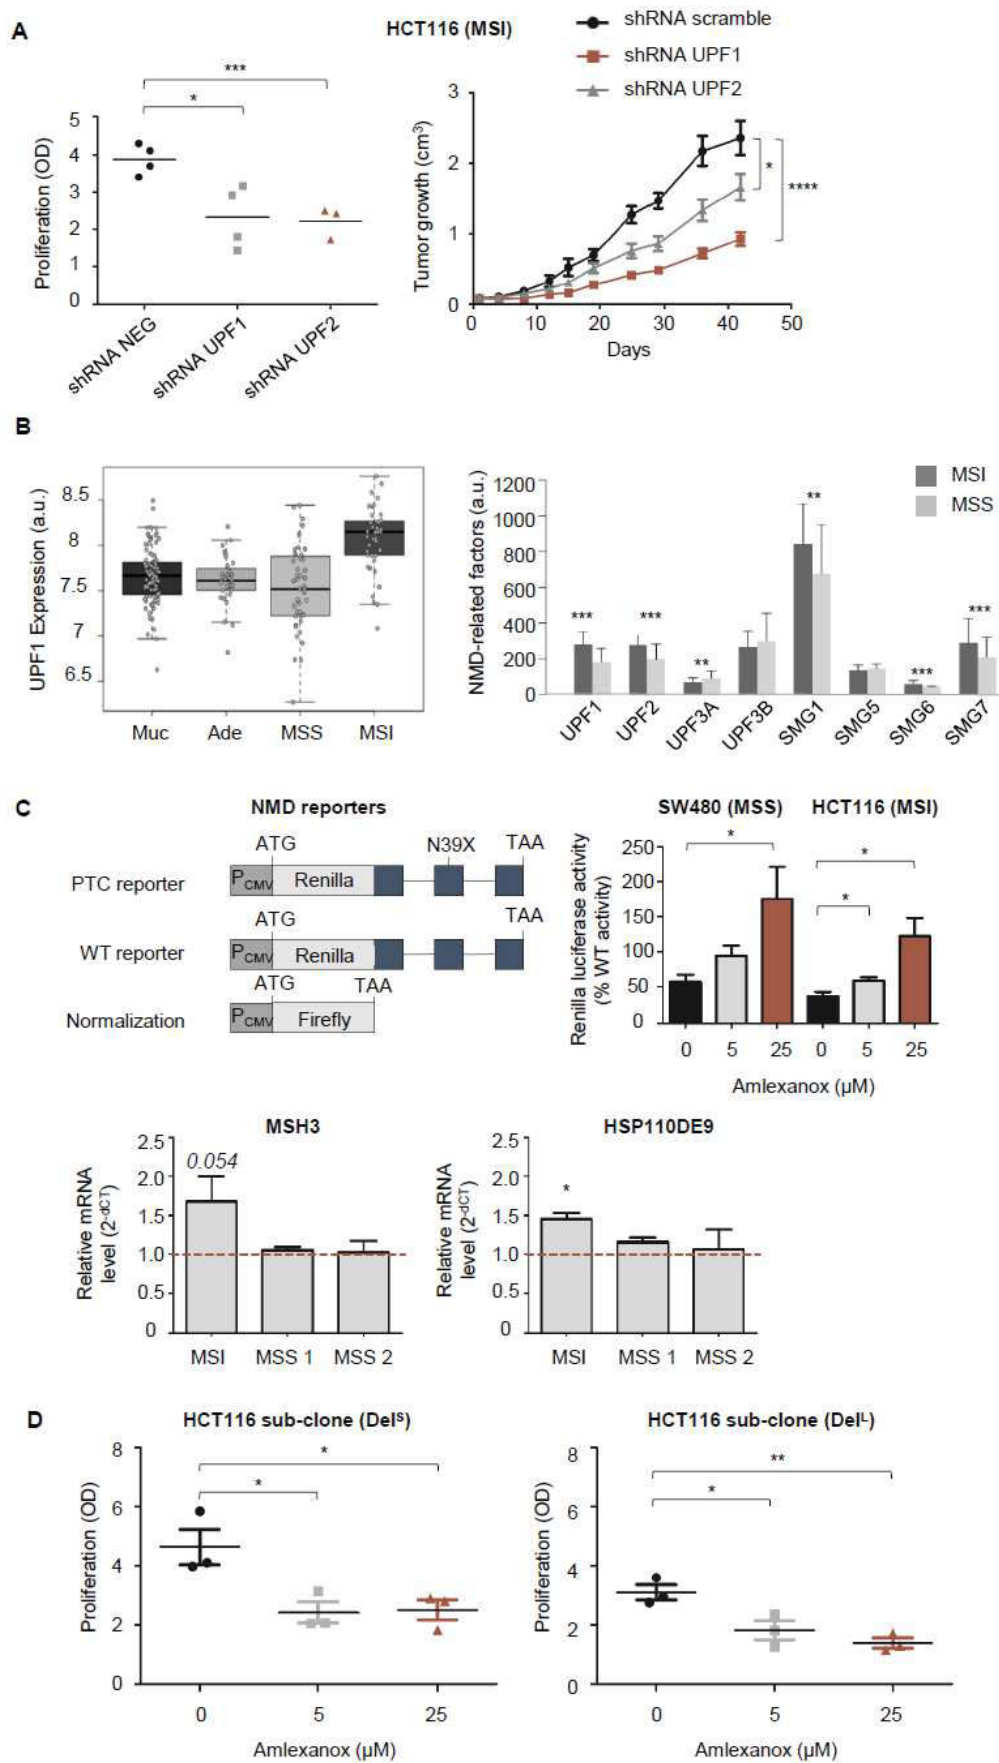 A
HCT116 (MSI)
shRNA scramble
shRNA UPF1
shRNA UPF2
***
*
Proliferation (OD)
5
4
3
2
1
0
shRNA NEG
shRNA UPF1
shRNA UPF2
Tumor growth (cm³)
3
2
1
0
*
****
0
10
20
30
40
50
Days
B
UPF1 Expression (a.u.)
8.5
8
7.5
7
6.5
Muc
Ade
MSS
MSI
NMD-related factors (a.u.)
1200
1000
800
600
400
200
0
MSI
MSS
***
***
**
**
***
***
UPF1
UPF2
UPF3A
UPF3B
SMG1
SMG5
SMG6
SMG7
C
NMD reporters
ATG
N39X
TAA
PTC reporter
PCMV
Renilla
ATG
TAA
WT reporter
PCMV
Renilla
ATG
TAA
Normalization
PCMV
Firefly
SW480 (MSS)
HCT116 (MSI)
Renilla luciferase activity
(% WT activity)
250
200
150
100
50
0
*
*
*
0
5
25
0
5
25
Amlexanox (µM)
MSH3
Relative mRNA
level (2-dCT)
2.5
2.0
1.5
1.0
0.5
0
0.054
MSI
MSS 1
MSS 2
HSP110DE9
Relative mRNA
level (2-dCT)
2.5
2.0
1.5
1.0
0.5
0
*
MSI
MSS 1
MSS 2
D
HCT116 sub-clone (DelS)
Proliferation (OD)
8
6
4
2
0
*
*
0
5
25
Amlexanox (µM)
HCT116 sub-clone (DelL)
Proliferation (OD)
8
6
4
2
0
**
*
0
5
25
Amlexanox (µM)